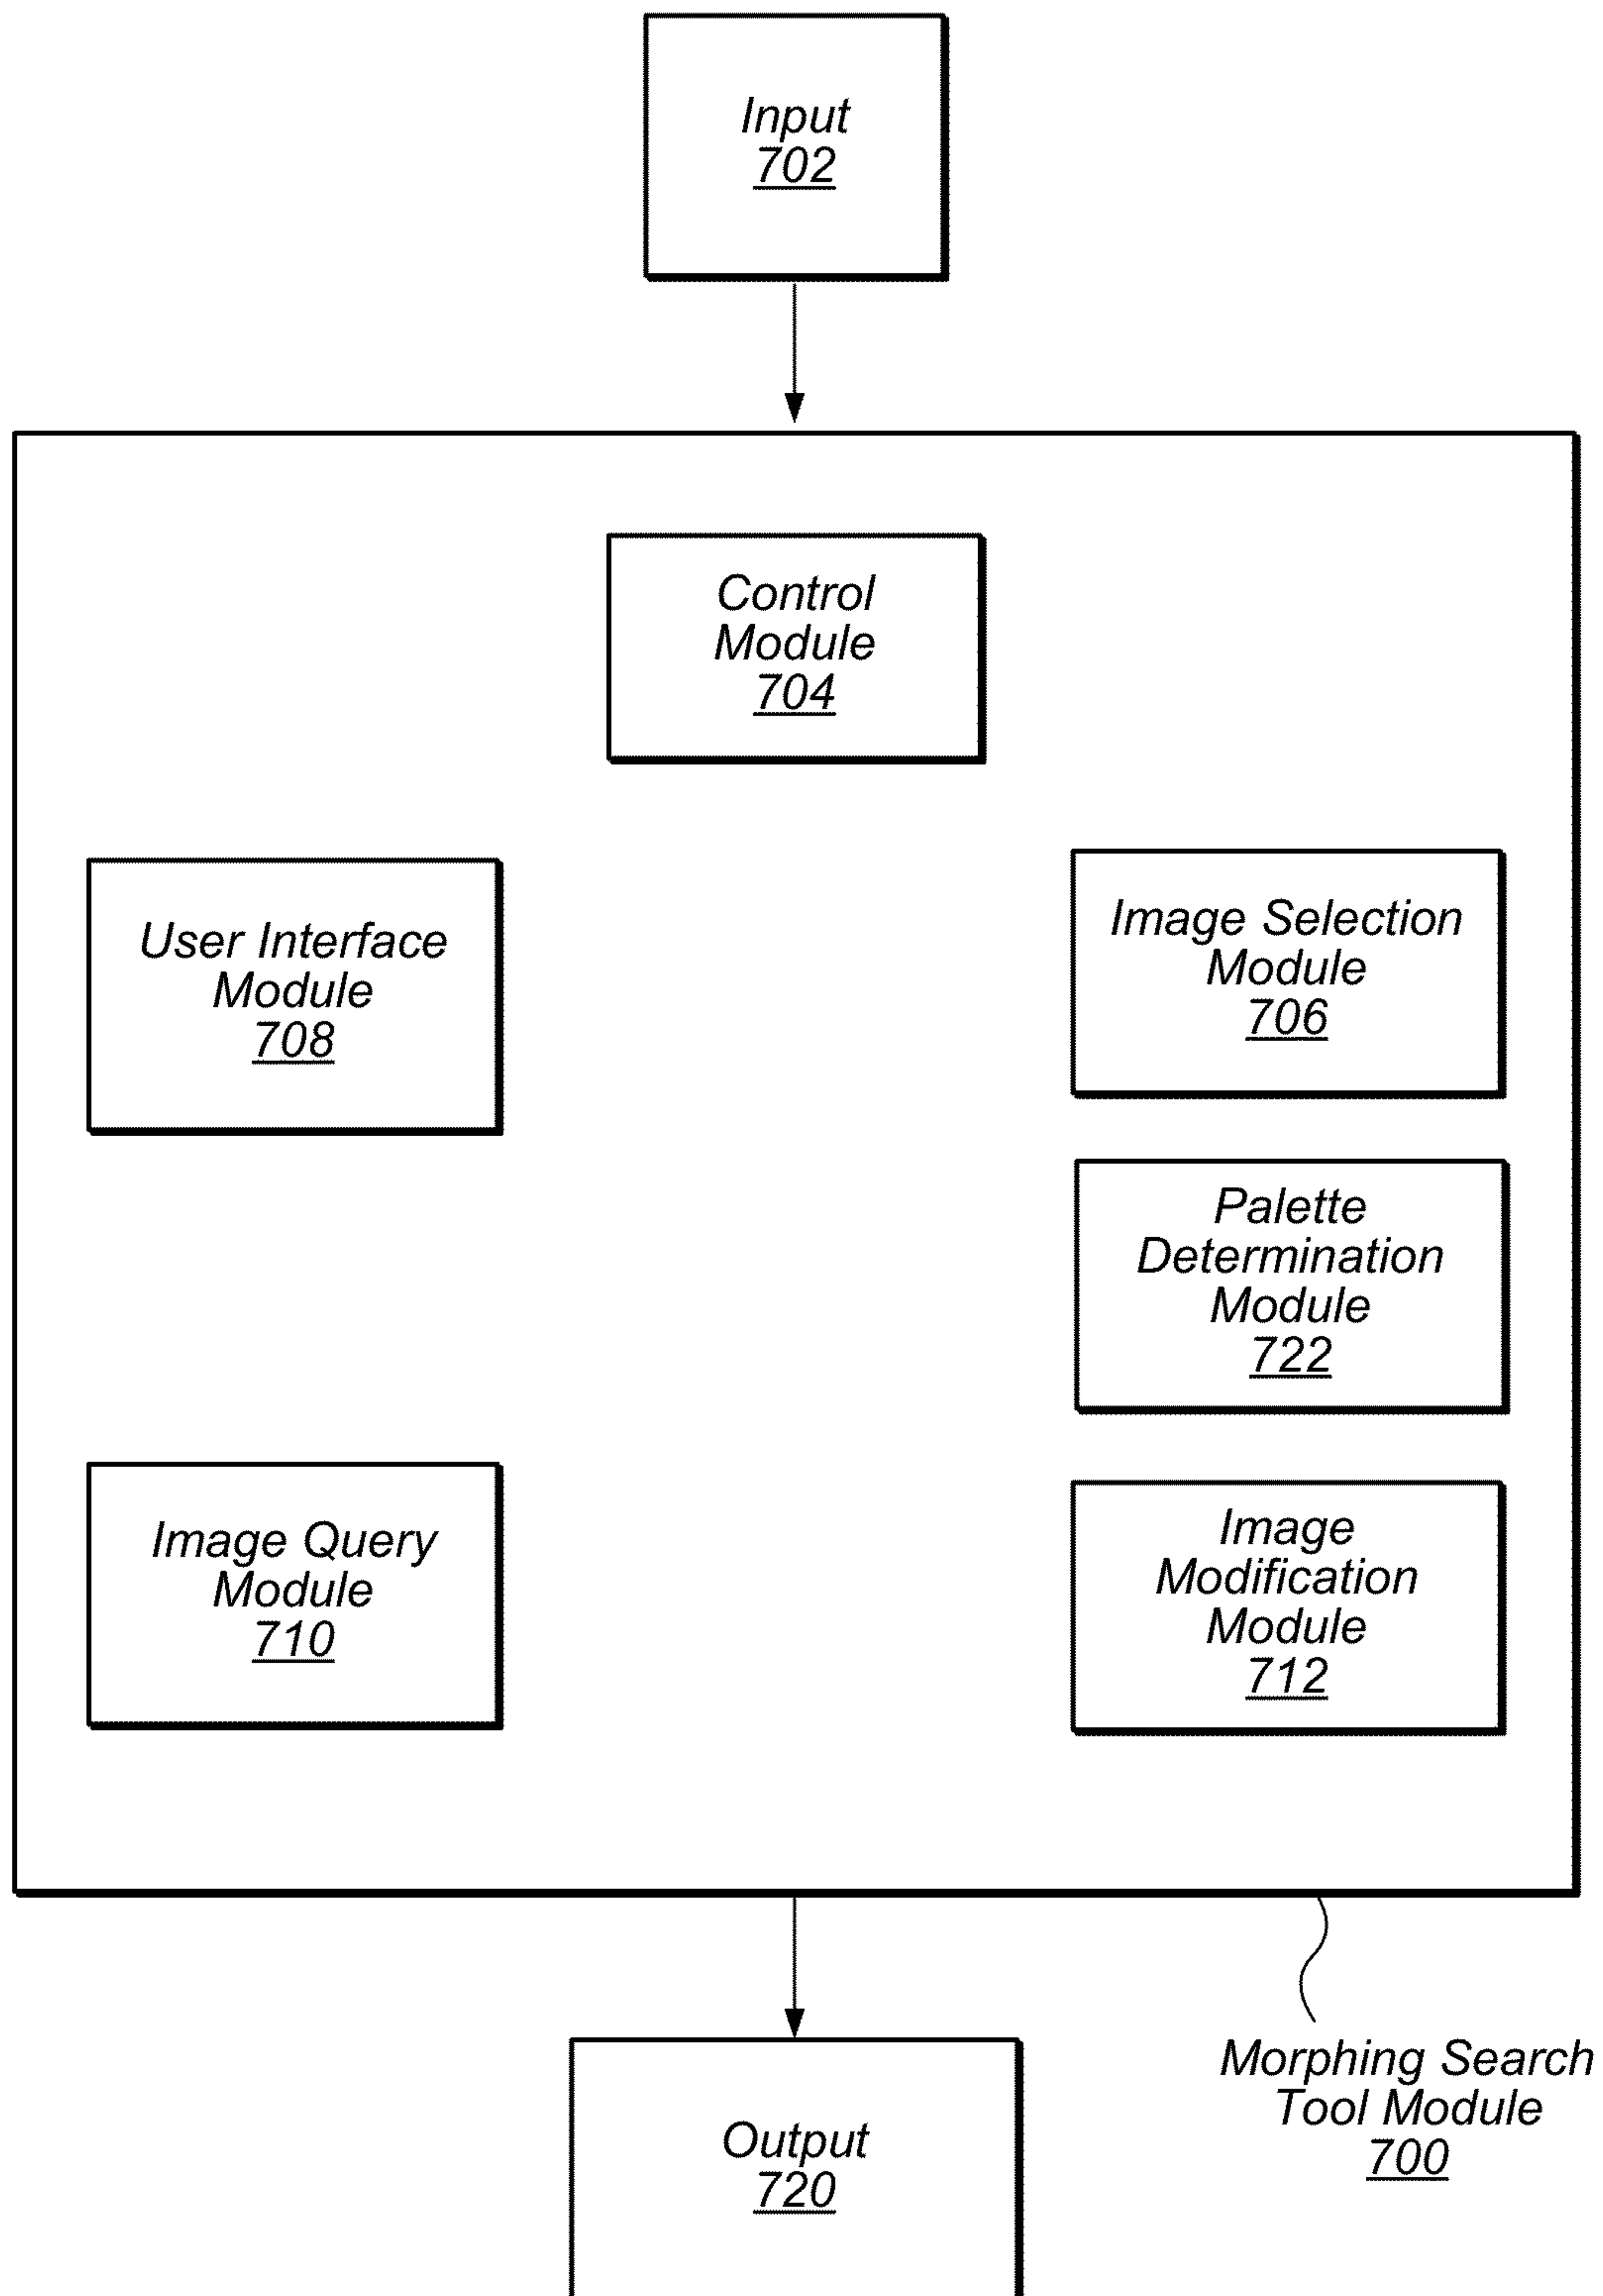 Input
702
Control
Module
704
User Interface
Module
708
Image Selection
Module
706
Palette
Determination
Module
722
Image Query
Module
710
Image
Modification
Module
712
Morphing Search
Tool Module
700
Output
720